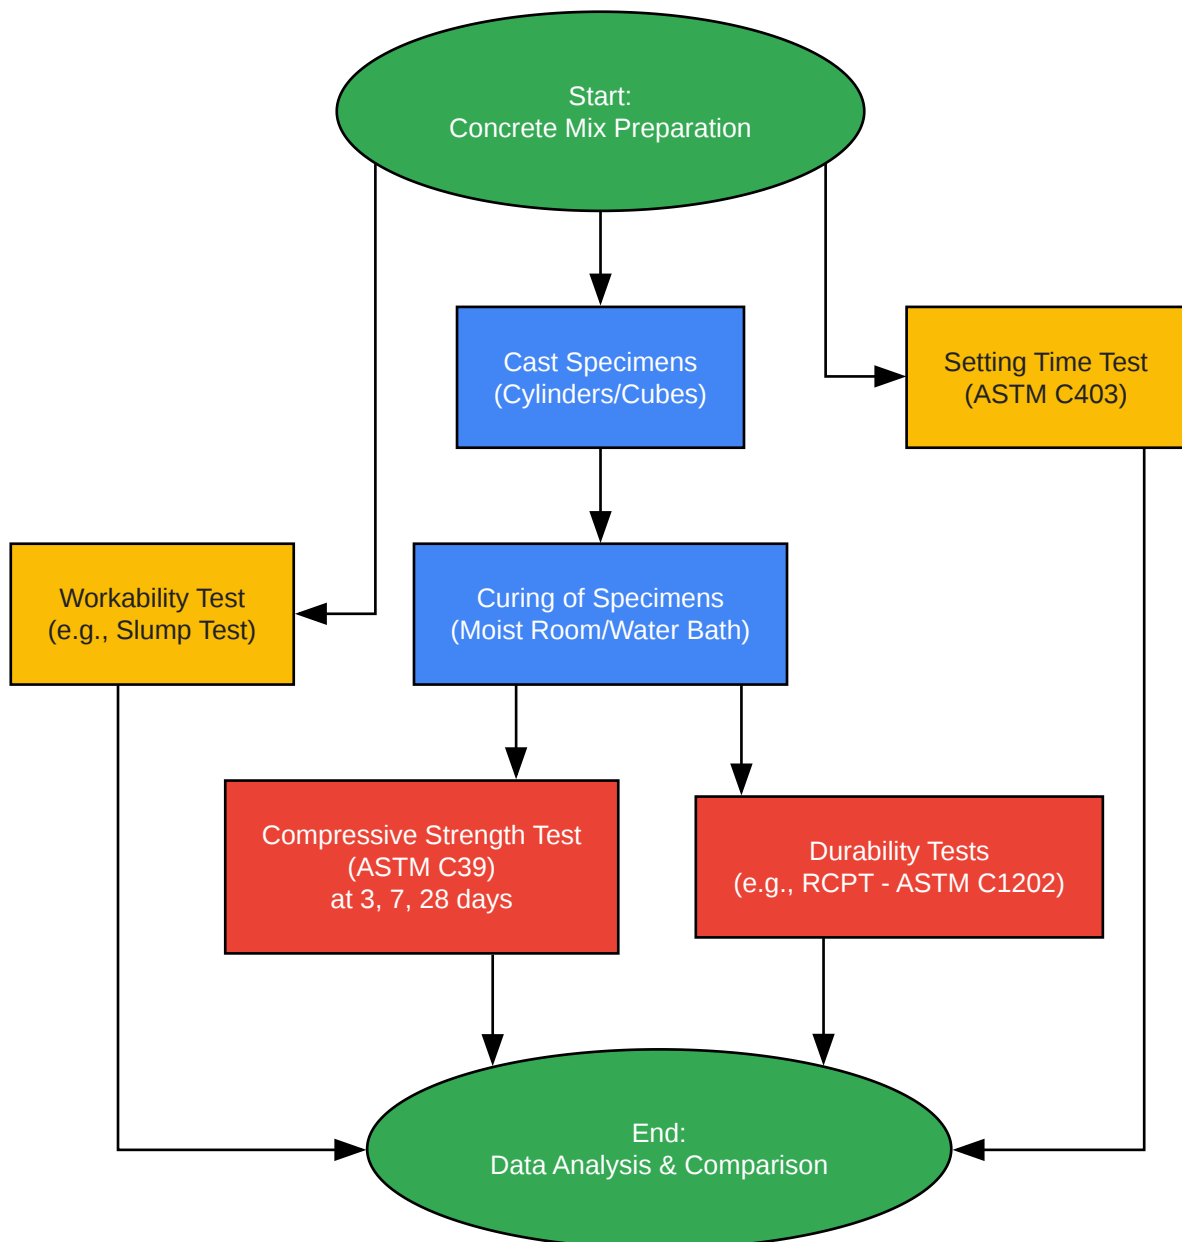 Start:
Concrete Mix Preparation
Cast Specimens
(Cylinders/Cubes)
Setting Time Test
(ASTM C403)
Workability Test
(e.g., Slump Test)
Curing of Specimens
(Moist Room/Water Bath)
Compressive Strength Test
(ASTM C39)
at 3, 7, 28 days
Durability Tests
(e.g., RCPT - ASTM C1202)
End:
Data Analysis & Comparison